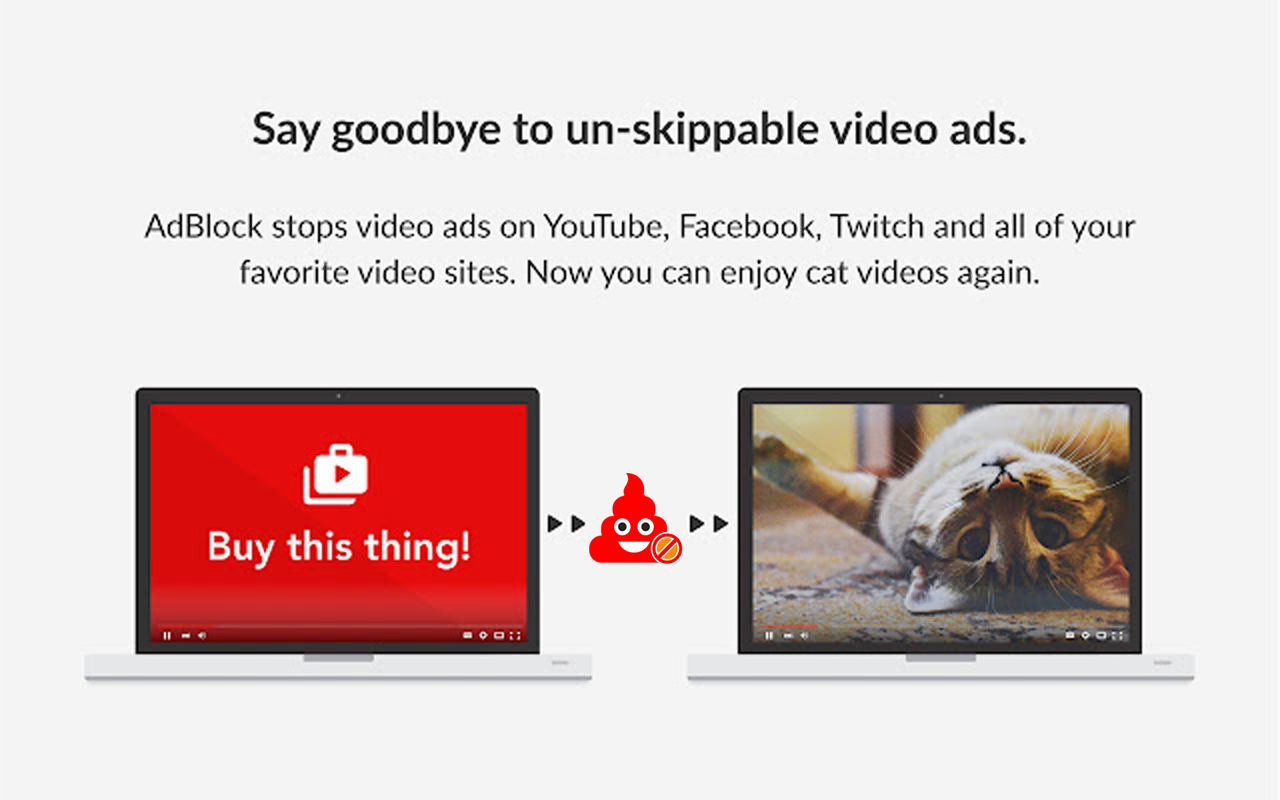 Say goodbye to un-skippable video ads.
AdBlock stops video ads on YouTube, Facebook, Twitch and all of your
favorite video sites. Now you can enjoy cat videos again.
Buy this thing!